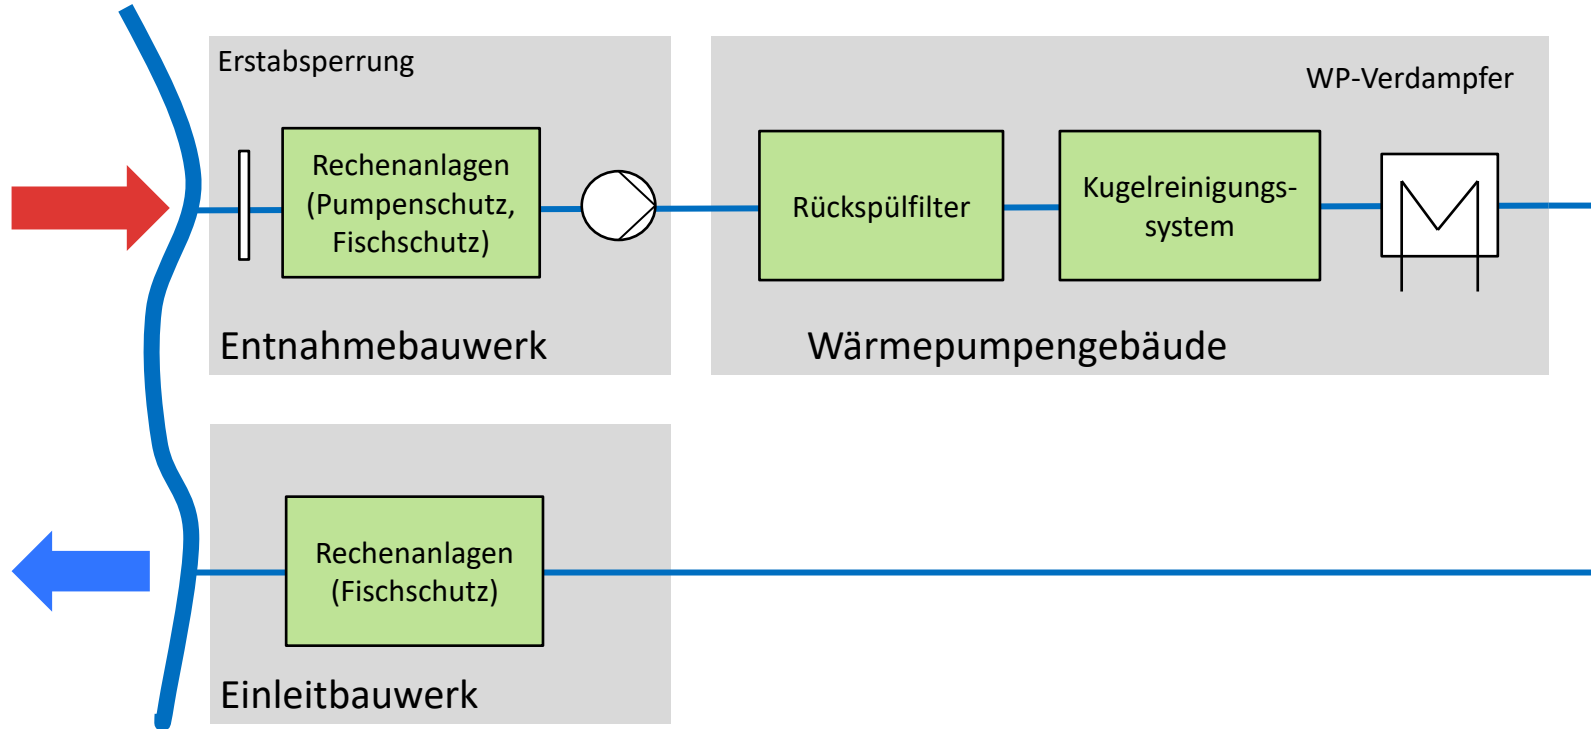 Erstabsperrung
Rechenanlagen
(Pumpenschutz,
Fischschutz)
Entnahmebauwerk
WP-Verdampfer
Rückspülfilter
Kugelreinigungs-
system
Wärmepumpengebäude
Rechenanlagen
(Fischschutz)
Einleitbauwerk